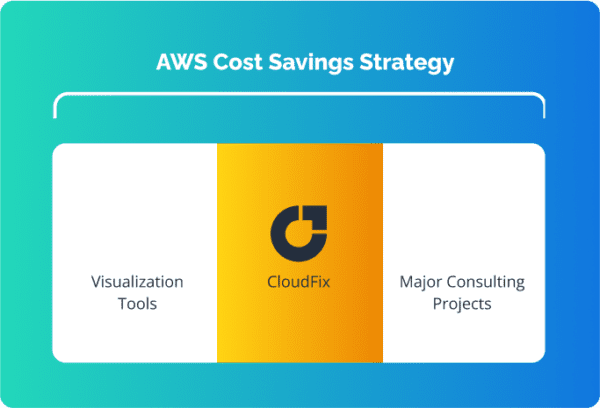 AWS Cost Savings Strategy
Visualization
Tools
CloudFix
Major Consulting
Projects